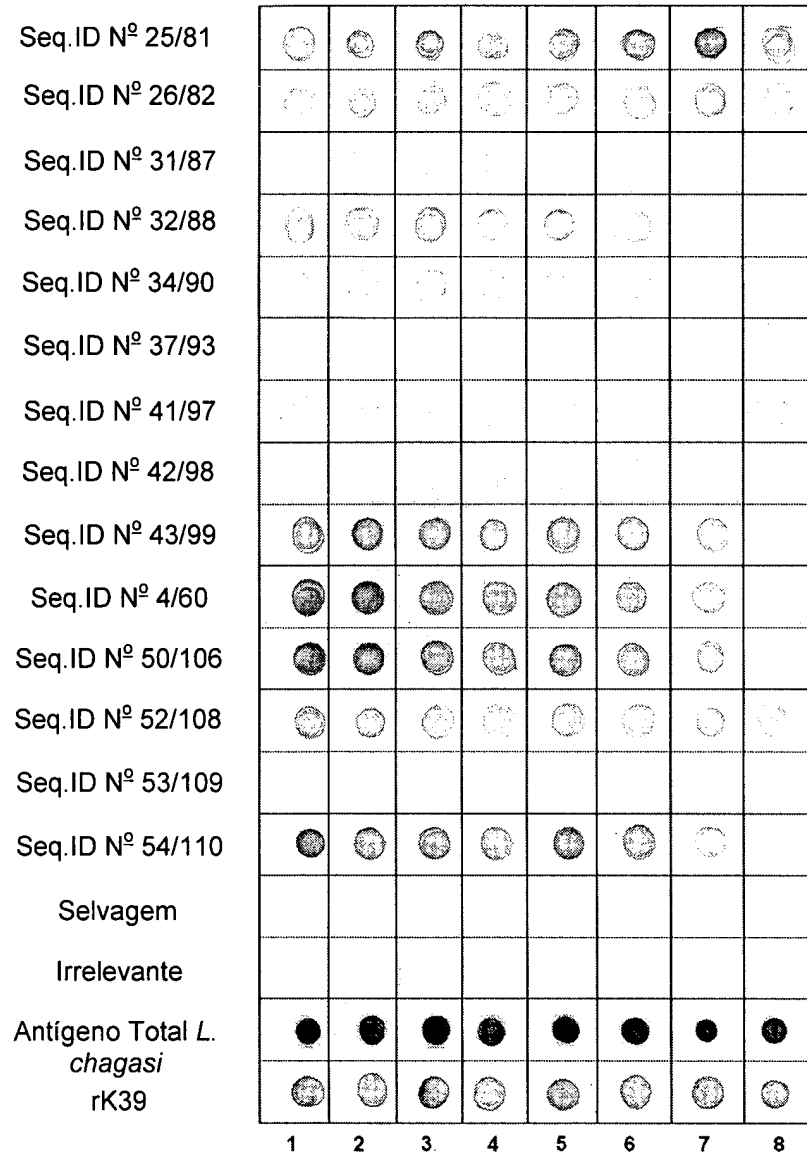 Seq.ID Nº 25/81
Seq.ID Nº 26/82
Seq.ID Nº 31/87
Seq.ID Nº 32/88
Seq.ID Nº 34/90
Seq.ID Nº 37/93
Seq.ID Nº 41/97
Seq.ID Nº 42/98
Seq.ID Nº 43/99
Seq.ID Nº 4/60
Seq.ID Nº 50/106
Seq.ID Nº 52/108
Seq.ID Nº 53/109
Seq.ID Nº 54/110
Selvagem
Irrelevante
Antígeno Total L.
chagasi
rK39
1 2 3. 4 5 6 7 8